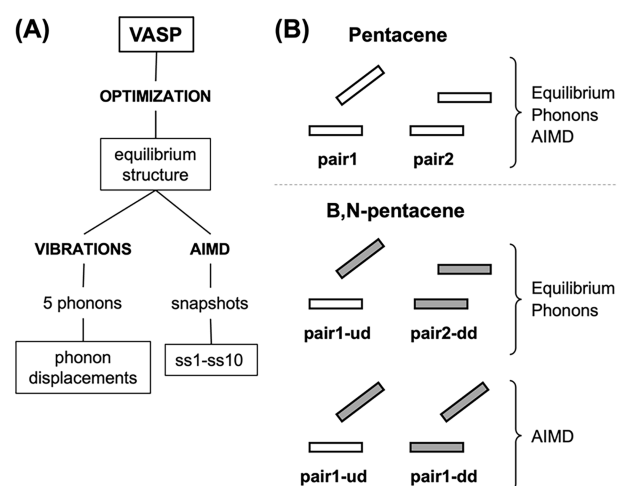 (A)
VASP
OPTIMIZATION
equilibrium
structure
VIBRATIONS
AIMD
5 phonons
snapshots
phonon
displacements
ss1-ss10
(B)
Pentacene
pair1
pair2
Equilibrium
Phonons
AIMD
B,N-pentacene
pair1-ud
pair2-dd
Equilibrium
Phonons
pair1-ud
pair1-dd
AIMD